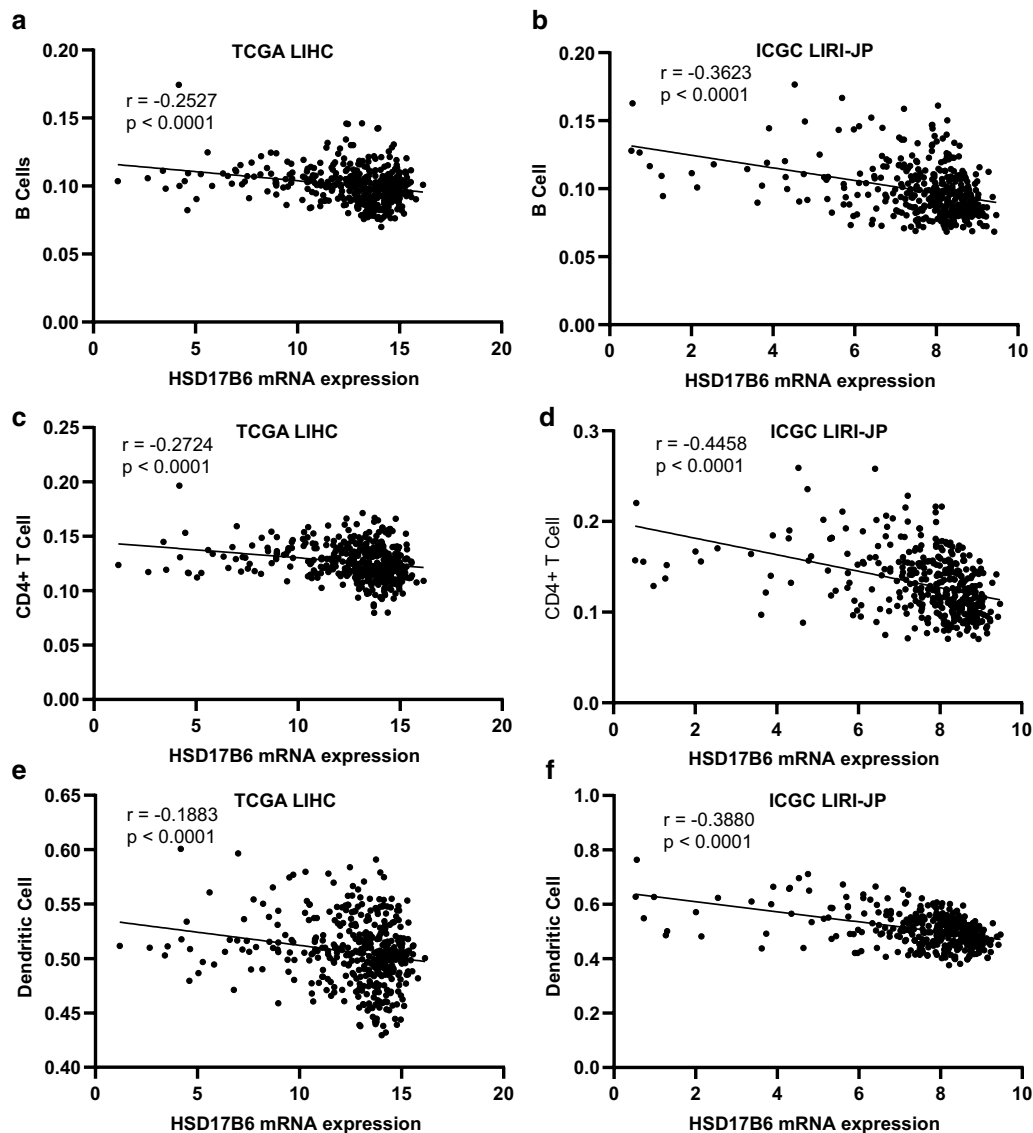 a
TCGA LIHC
r = -0.2527
p < 0.0001
B Cells
0.20
0.15
0.10
0.05
0.00
0 5 10 15 20
HSD17B6 mRNA expression
b
ICGC LIRI-JP
r = -0.3623
p < 0.0001
B Cell
0.20
0.15
0.10
0.05
0.00
0 2 4 6 8 10
HSD17B6 mRNA expression
c
TCGA LIHC
r = -0.2724
p < 0.0001
CD4+ T Cell
0.25
0.20
0.15
0.10
0.05
0.00
0 5 10 15 20
HSD17B6 mRNA expression
d
ICGC LIRI-JP
r = -0.4458
p < 0.0001
CD4+ T Cell
0.3
0.2
0.1
0.0
0 2 4 6 8 10
HSD17B6 mRNA expression
e
TCGA LIHC
r = -0.1883
p < 0.0001
Dendritic Cell
0.65
0.60
0.55
0.50
0.45
0.40
0 5 10 15 20
HSD17B6 mRNA expression
f
ICGC LIRI-JP
r = -0.3880
p < 0.0001
Dendritic Cell
1.0
0.8
0.6
0.4
0.2
0.0
0 2 4 6 8 10
HSD17B6 mRNA expression